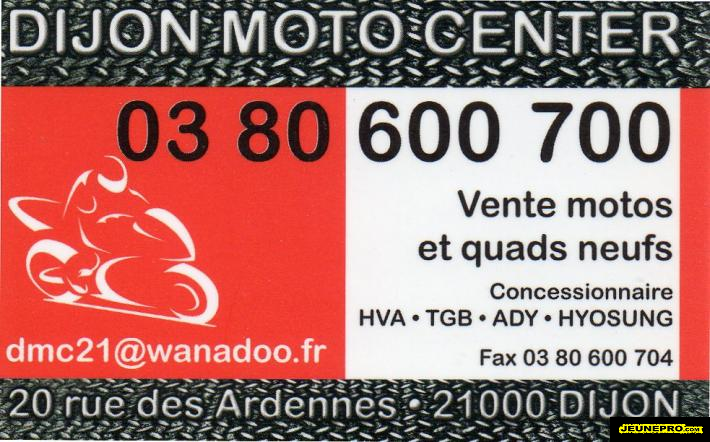 DIJON MOTO CENTER
03 80 600 700
Vente motos
et quads neufs
Concessionnaire
HVA • TGB • ADY • HYOSUNG
dmc21@wanadoo.fr
Fax 03 80 600 704
20 rue des Ardennes • 21000 DIJON
JEUNEPRO.com